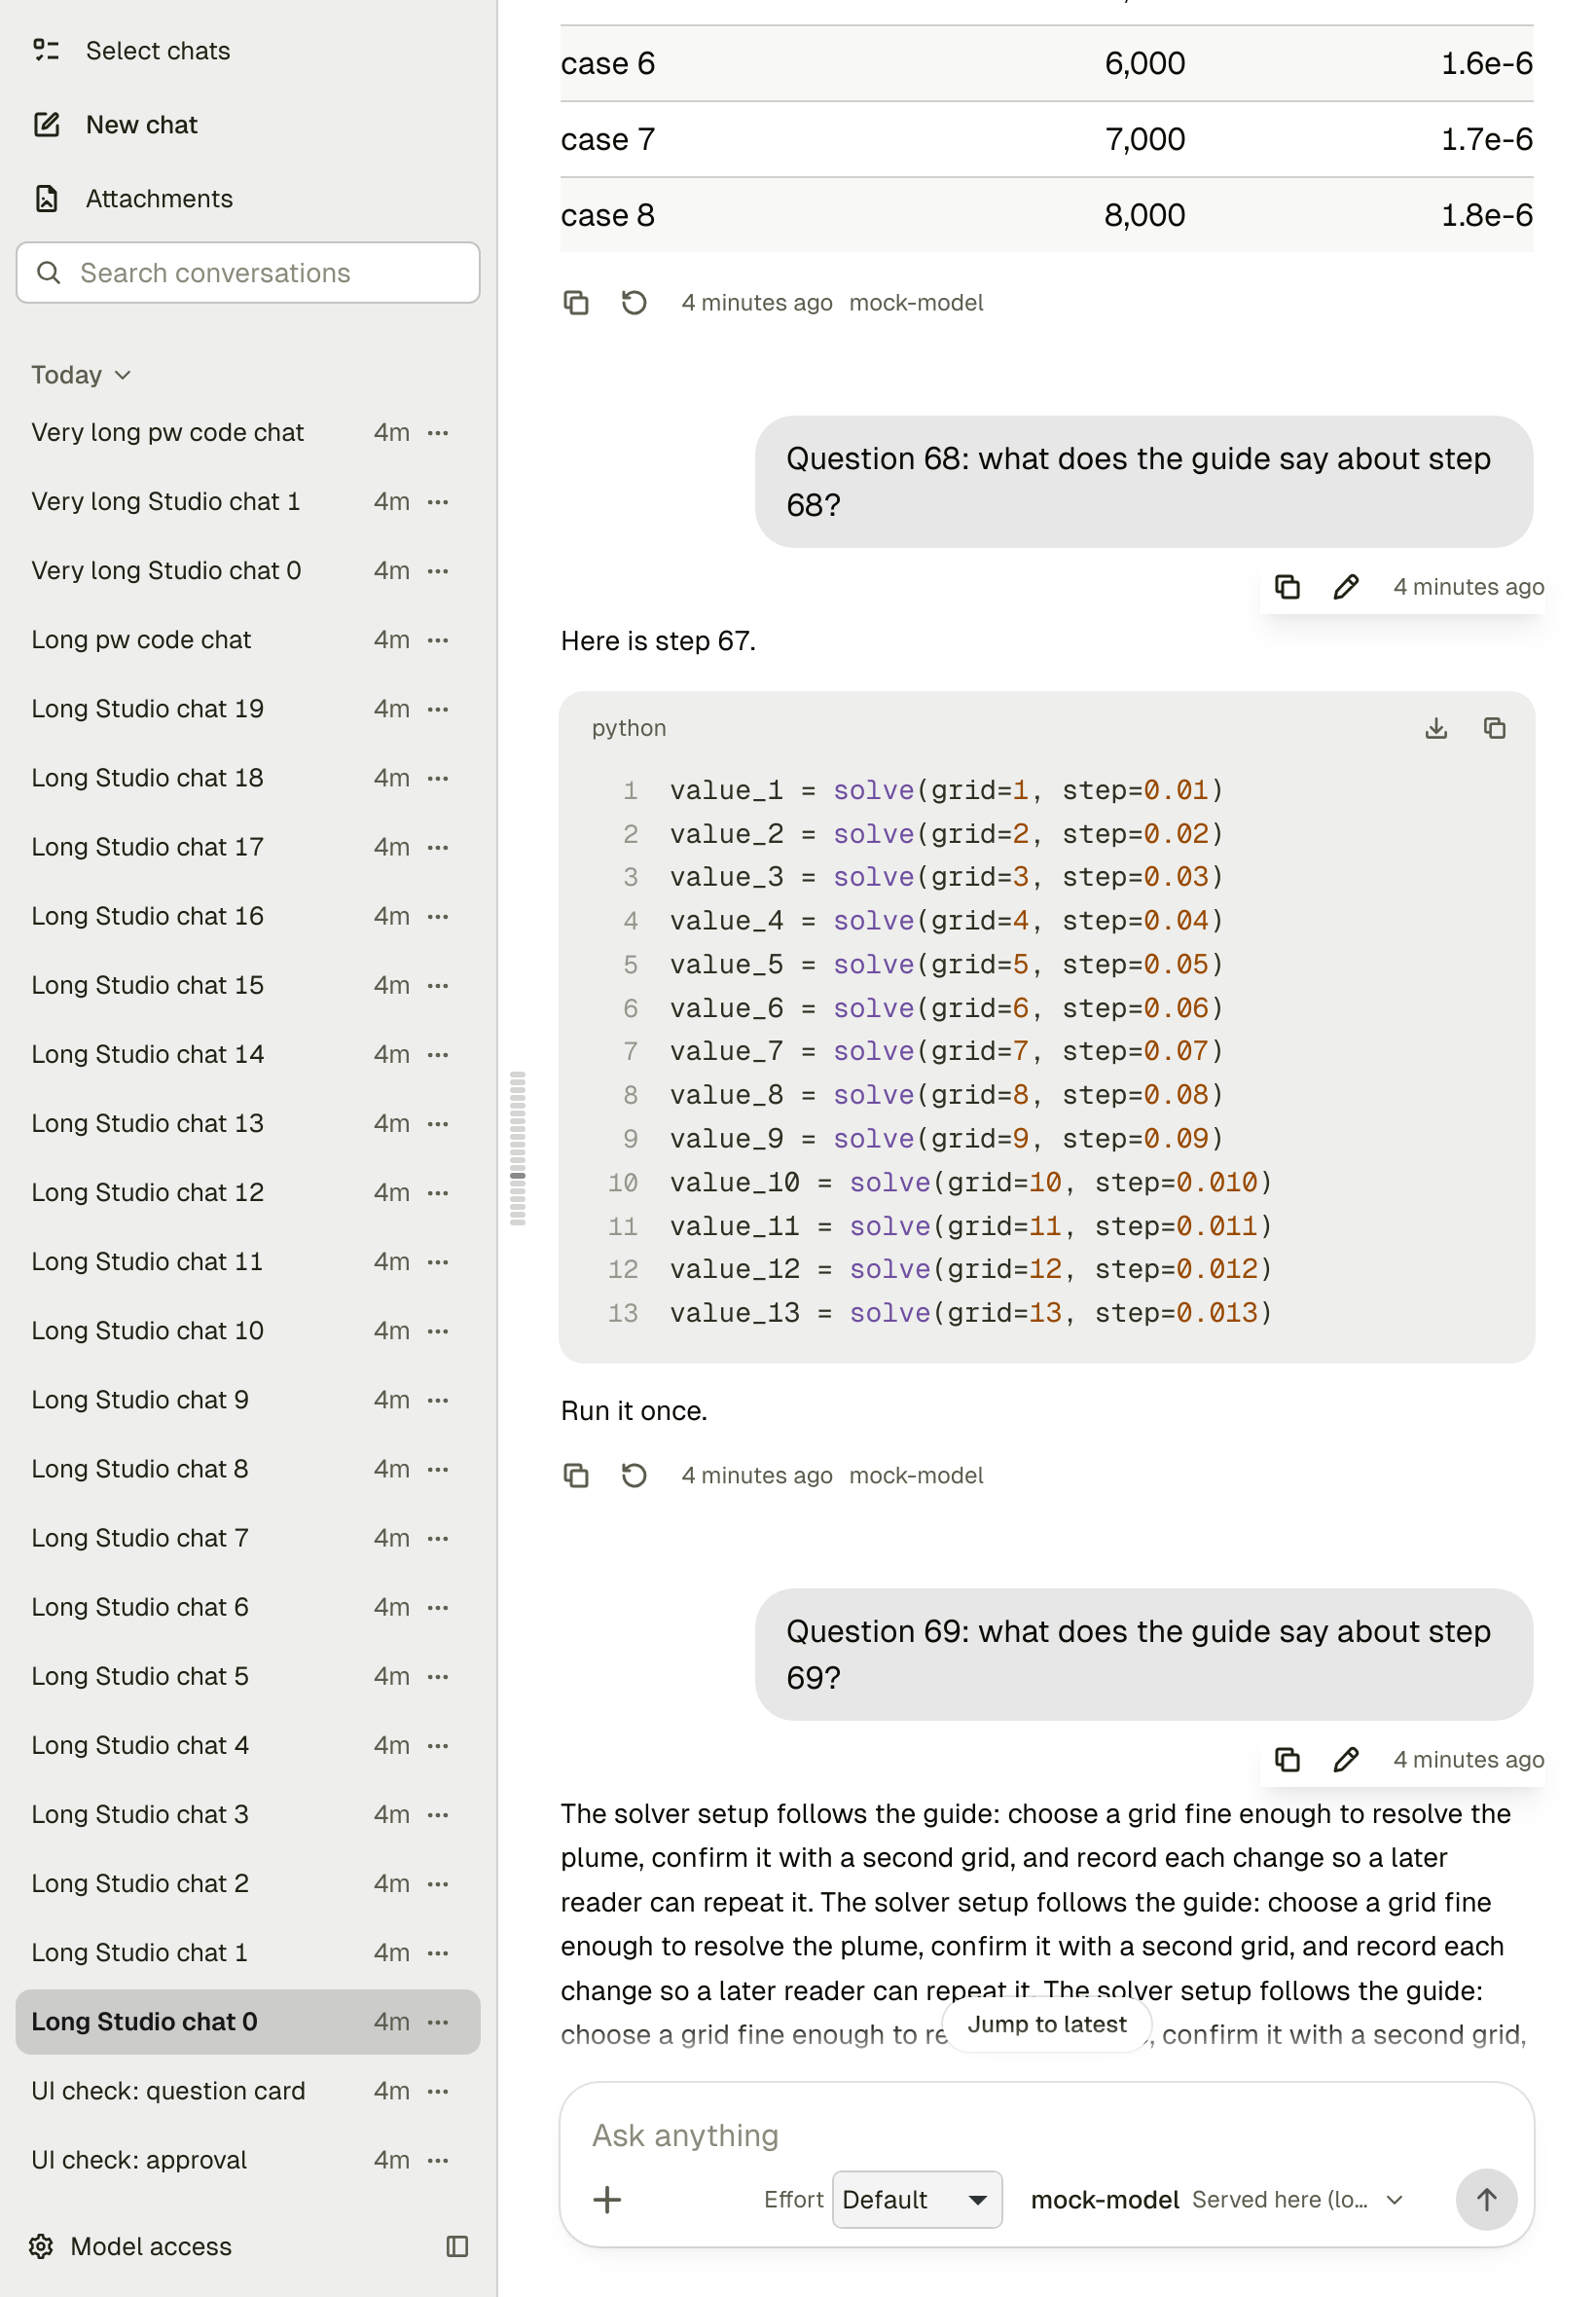 Select chats
New chat
Attachments
Search conversations
Today
Very long pw code chat 4m
Very long Studio chat 1 4m
Very long Studio chat 0 4m
Long pw code chat 4m
Long Studio chat 19 4m
Long Studio chat 18 4m
Long Studio chat 17 4m
Long Studio chat 16 4m
Long Studio chat 15 4m
Long Studio chat 14 4m
Long Studio chat 13 4m
Long Studio chat 12 4m
Long Studio chat 11 4m
Long Studio chat 10 4m
Long Studio chat 9 4m
Long Studio chat 8 4m
Long Studio chat 7 4m
Long Studio chat 6 4m
Long Studio chat 5 4m
Long Studio chat 4 4m
Long Studio chat 3 4m
Long Studio chat 2 4m
Long Studio chat 1 4m
Long Studio chat 0 4m
UI check: question card 4m
UI check: approval 4m
Model access
case 6 6,000 1.6e-6
case 7 7,000 1.7e-6
case 8 8,000 1.8e-6
4 minutes ago mock-model
Question 68: what does the guide say about step
68?
4 minutes ago
Here is step 67.
python
1 value_1 = solve(grid=1, step=0.01)
2 value_2 = solve(grid=2, step=0.02)
3 value_3 = solve(grid=3, step=0.03)
4 value_4 = solve(grid=4, step=0.04)
5 value_5 = solve(grid=5, step=0.05)
6 value_6 = solve(grid=6, step=0.06)
7 value_7 = solve(grid=7, step=0.07)
8 value_8 = solve(grid=8, step=0.08)
9 value_9 = solve(grid=9, step=0.09)
10 value_10 = solve(grid=10, step=0.010)
11 value_11 = solve(grid=11, step=0.011)
12 value_12 = solve(grid=12, step=0.012)
13 value_13 = solve(grid=13, step=0.013)
Run it once.
4 minutes ago mock-model
Question 69: what does the guide say about step
69?
4 minutes ago
The solver setup follows the guide: choose a grid fine enough to resolve the
plume, confirm it with a second grid, and record each change so a later
reader can repeat it. The solver setup follows the guide: choose a grid fine
enough to resolve the plume, confirm it with a second grid, and record each
change so a later reader can repeat it. The solver setup follows the guide:
choose a grid fine enough to , confirm it with a second grid,
Jump to latest
Ask anything
Effort Default mock-model Served here (lo...